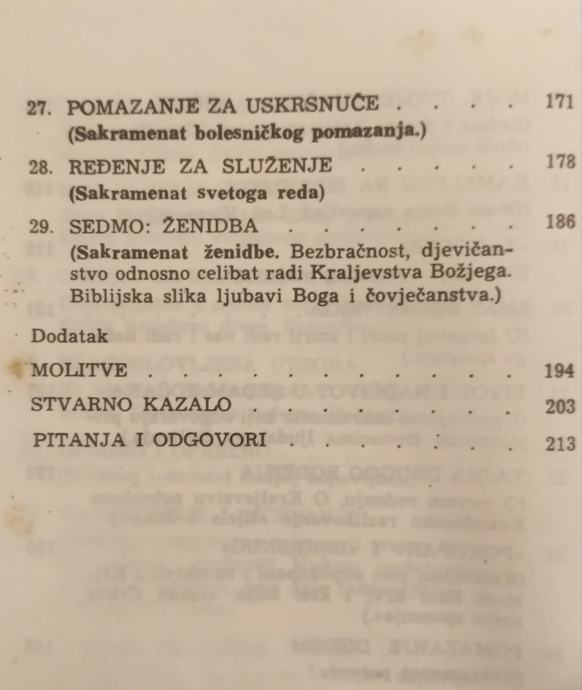 27. POMAZANJE ZA USKRSNUĆE . . . . 171
(Sakramenat bolesničkog pomazanja.)
28. REĐENJE ZA SLUŽENJE . . . . . 178
(Sakramenat svetoga reda)
29. SEDMO: ŽENIDBA . . . . . . . 186
(Sakramenat ženidbe. Bezbračnost, djevičan-
stvo odnosno celibat radi Kraljevstva Božjega.
Biblijska slika ljubavi Boga i čovječanstva.)
Dodatak
MOLITVE . . . . . . . . . . 194
STVARNO KAZALO . . . . . . . 203
PITANJA I ODGOVORI . . . . . . 213